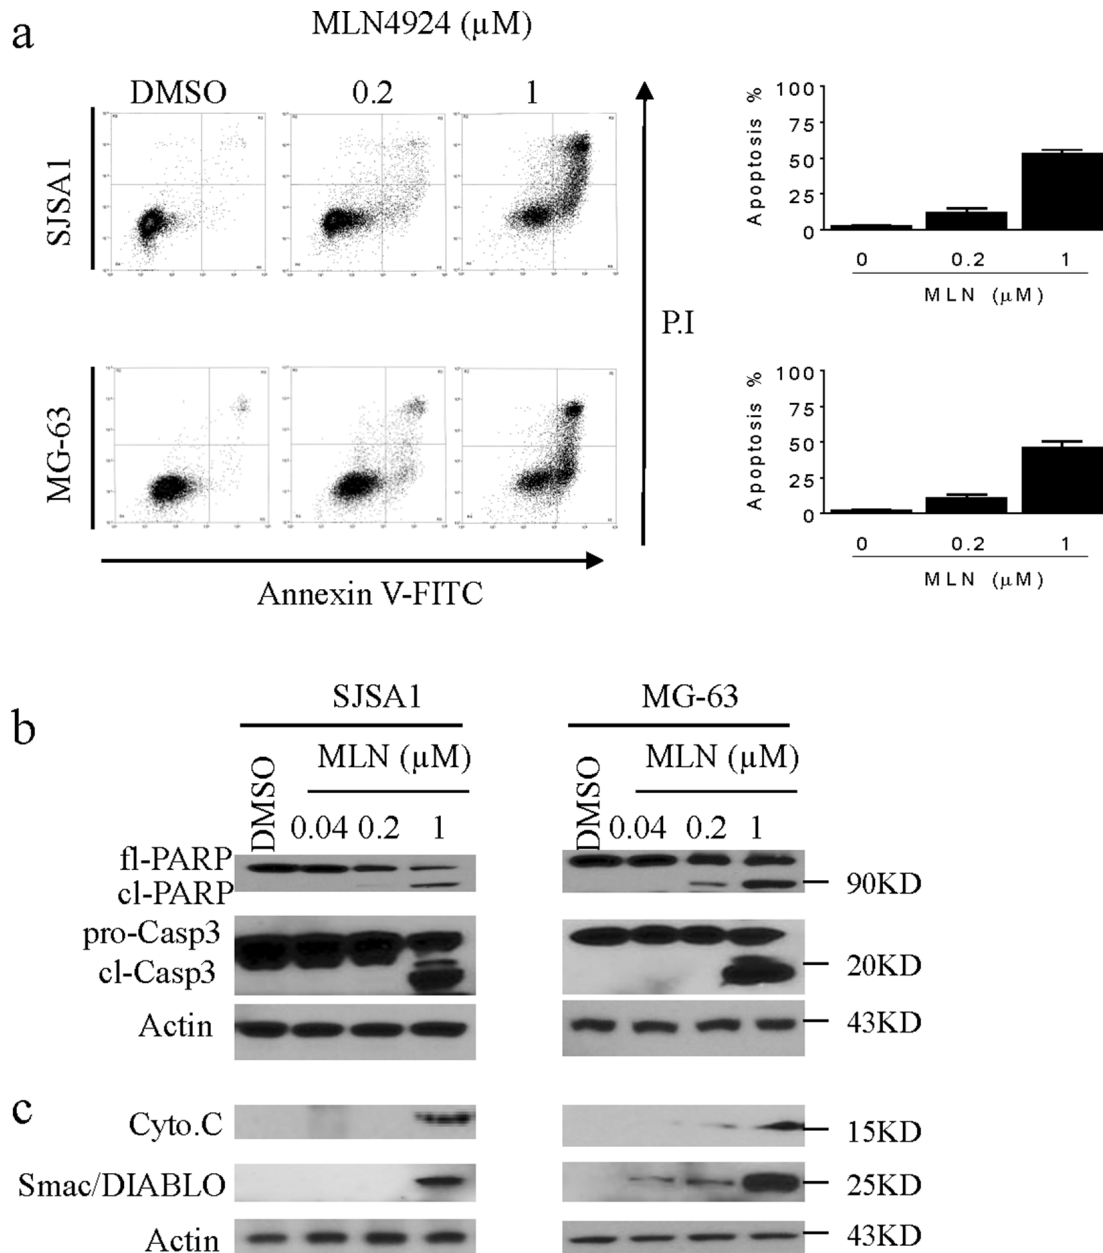 a
MLN4924 (µM)
DMSO 0.2 1
SJSA1
MG-63
P.I
Annexin V-FITC
Apoptosis %
100
75
50
25
0
0 0.2 1
MLN (µM)
Apoptosis %
100
75
50
25
0
0 0.2 1
MLN (µM)
b
SJSA1 MG-63
DMSO MLN (µM) DMSO MLN (µM)
0.04 0.2 1 0.04 0.2 1
fl-PARP
cl-PARP 90KD
pro-Casp3
cl-Casp3 20KD
Actin 43KD
c
Cyto.C 15KD
Smac/DIABLO 25KD
Actin 43KD